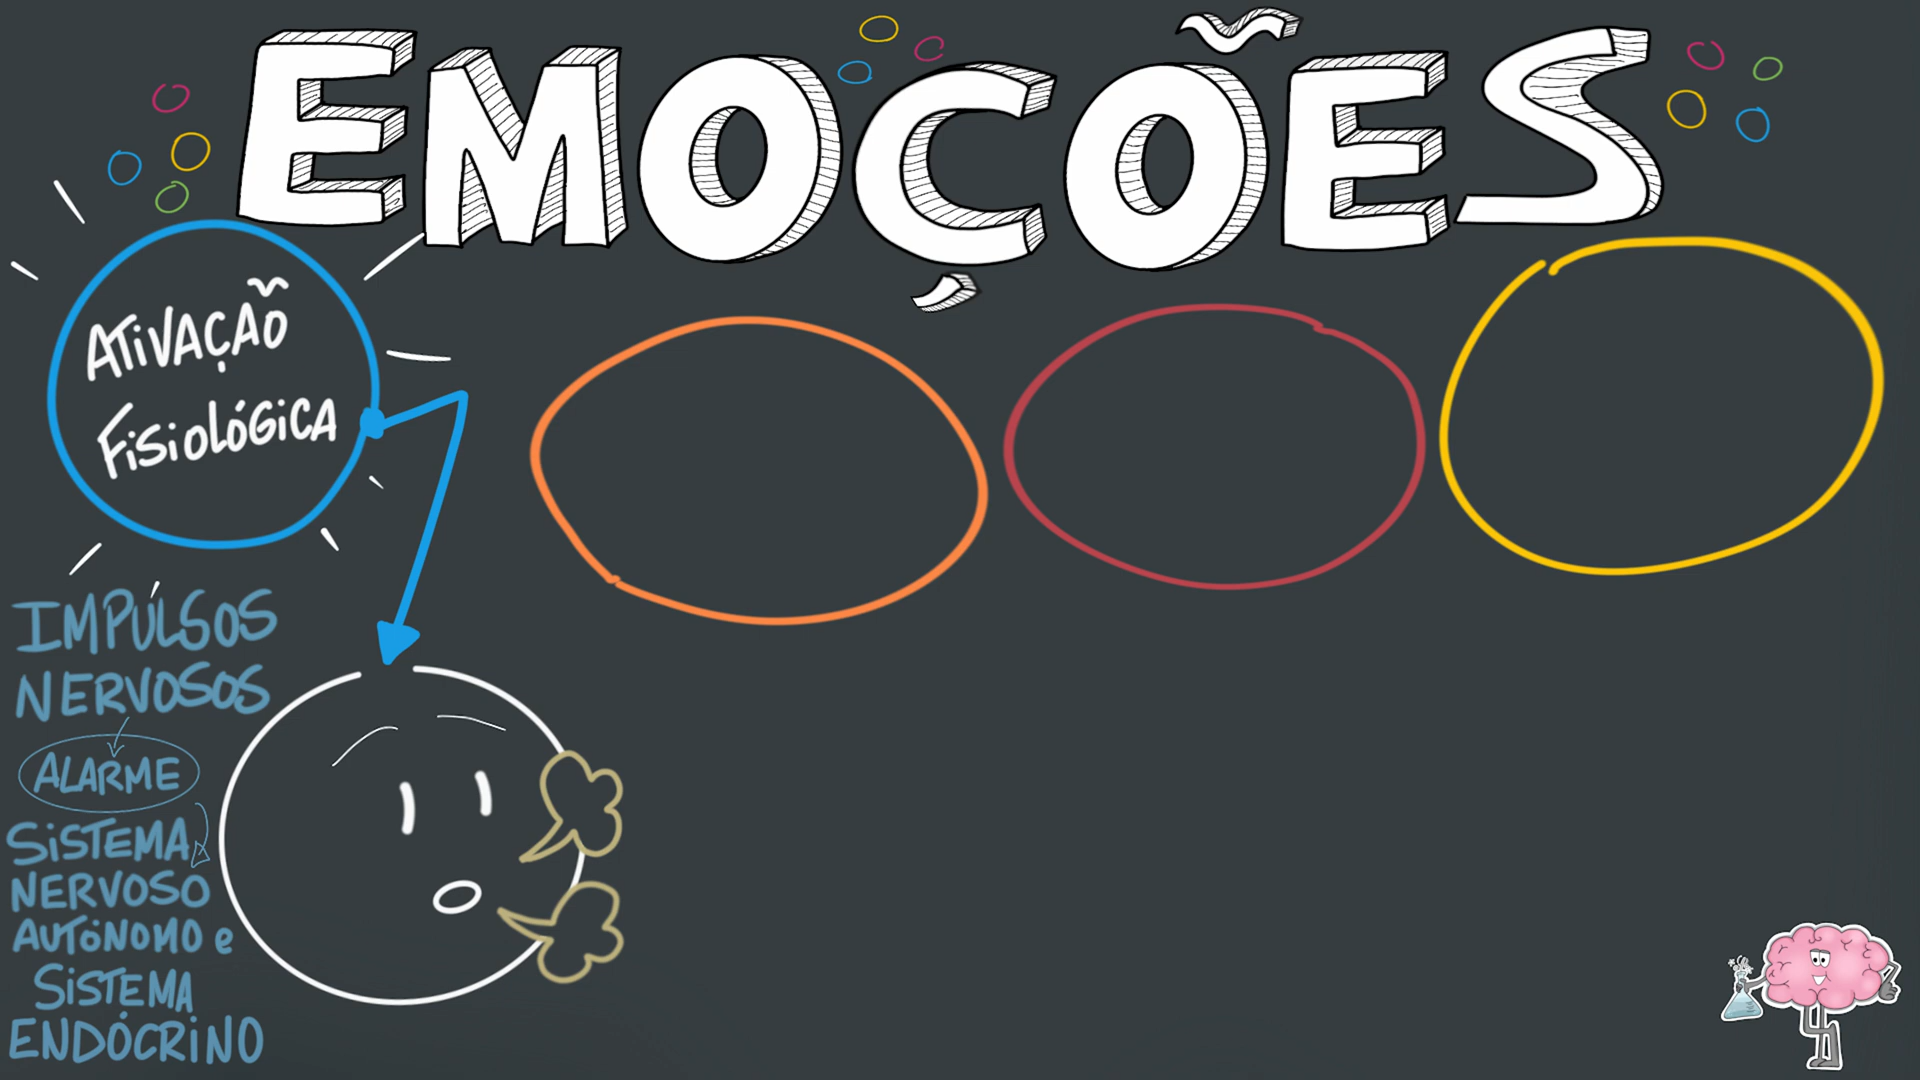 EMOÇÕES
ATIVAÇÃO
FISIOLÓGICA
IMPULSOS
NERVOSOS
ALARME
SISTEMA
NERVOSO
AUTÔNOMO e
SISTEMA
ENDÓCRINO